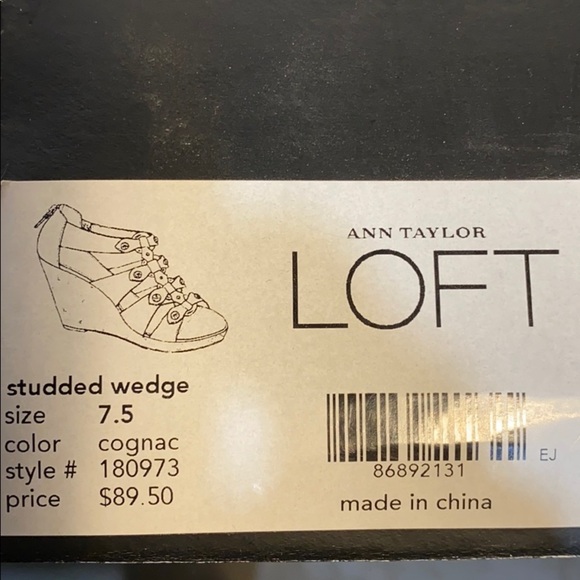 ANN TAYLOR
LOFT
studded wedge
size 7.5
color cognac
style # 180973
price $89.50
86892131
EJ
made in china